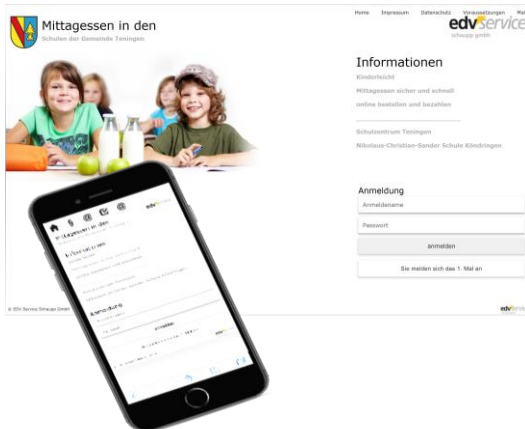 Home Impressum Datenschutz Voraussetzungen
Mittagessen in den
Schulen der Gemeinde Teningen
edv service
schaupp gmbh
Informationen
Kinderleicht
Mittagessen sicher und schnell
online bestellen und bezahlen
Schulzentrum Teningen
Nikolaus-Christian-Sander Schule Köndringen
Anmeldung
Anmeldename
Passwort
anmelden
Sie melden sich das 1. Mal an
© EDV Service Schaupp GmbH
edvservice
Mittagessen in den
Informationen
Anmeldung
anmelden